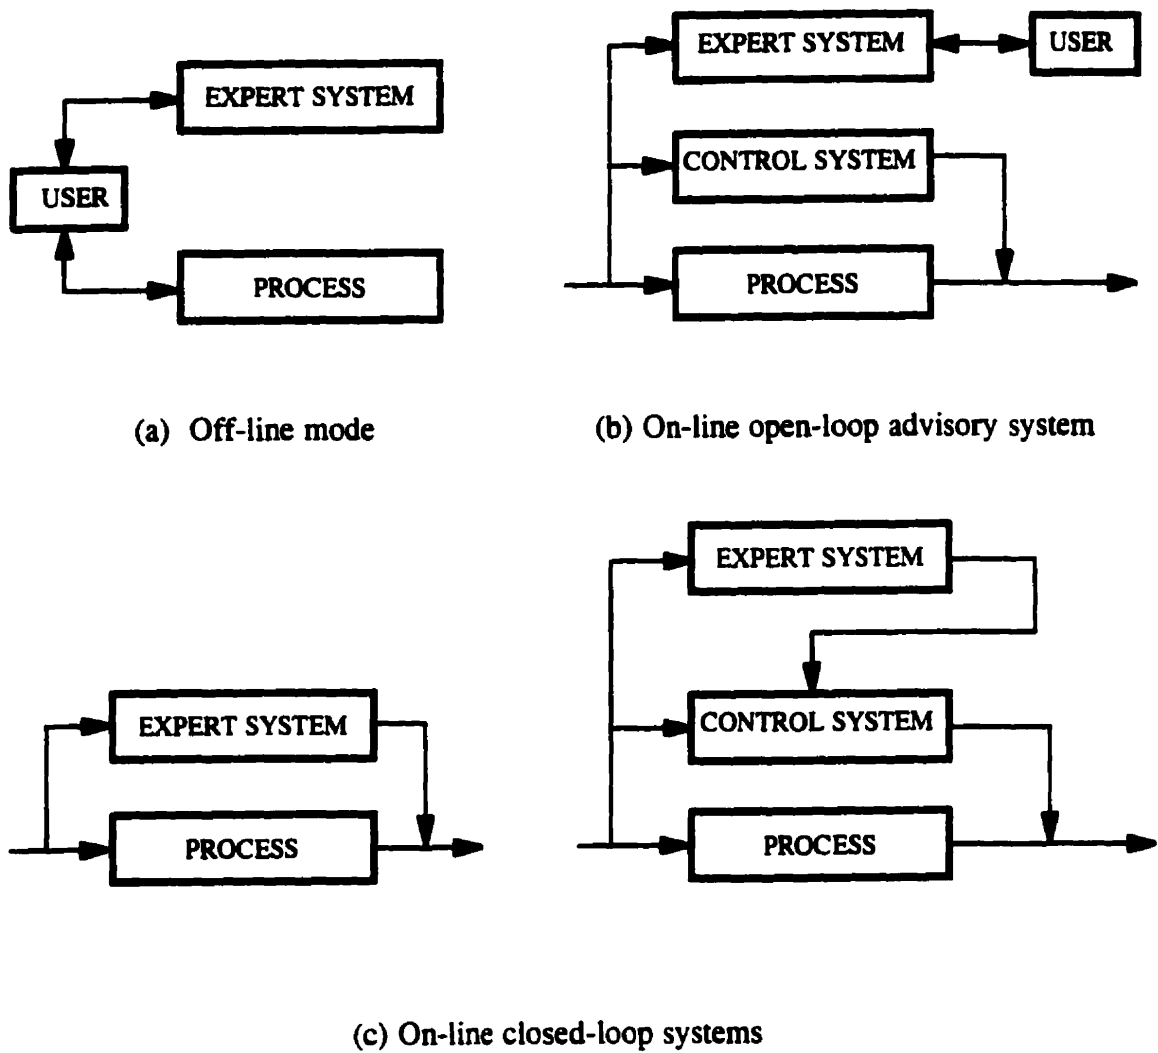 EXPERT SYSTEM
USER
PROCESS
(a) Off-line mode
EXPERT SYSTEM
USER
CONTROL SYSTEM
PROCESS
(b) On-line open-loop advisory system
EXPERT SYSTEM
PROCESS
EXPERT SYSTEM
CONTROL SYSTEM
PROCESS
(c) On-line closed-loop systems